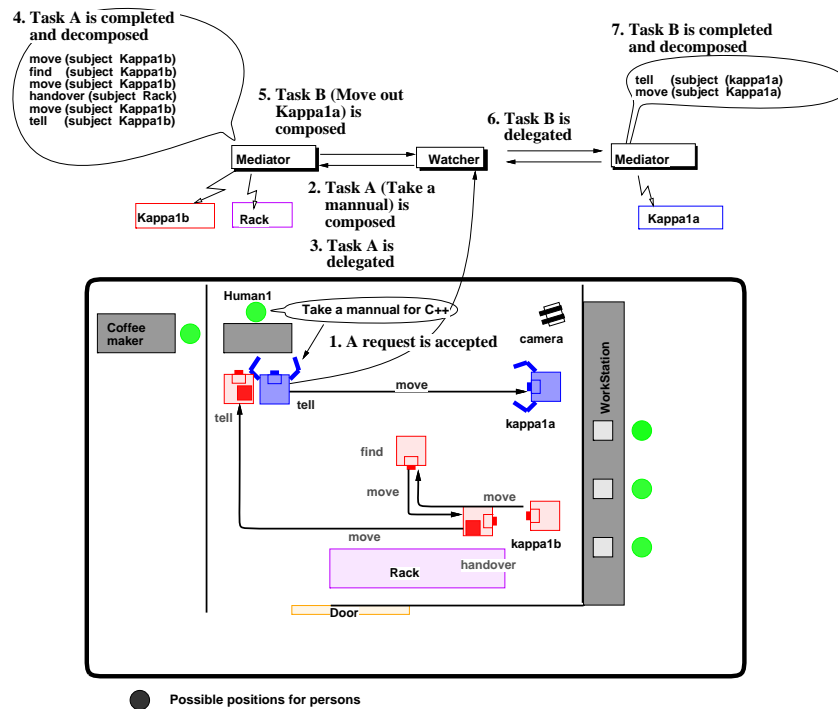 4. Task A is completed
and decomposed
move (subject Kappa1b)
find (subject Kappa1b)
move (subject Kappa1b)
handover (subject Rack)
move (subject Kappa1b)
tell (subject Kappa1b)
7. Task B is completed
and decomposed
tell (subject (kappa1a)
move (subject Kappa1a)
5. Task B (Move out
Kappa1a) is
composed
6. Task B is
delegated
Mediator
Watcher
Mediator
2. Task A (Take a
mannual) is
composed
3. Task A is
delegated
Kappa1b
Rack
Kappa1a
Human1
Take a mannual for C++
Coffee
maker
camera
1. A request is accepted
WorkStation
move
tell
tell
kappa1a
find
move
move
move
kappa1b
handover
Rack
Door
Possible positions for persons